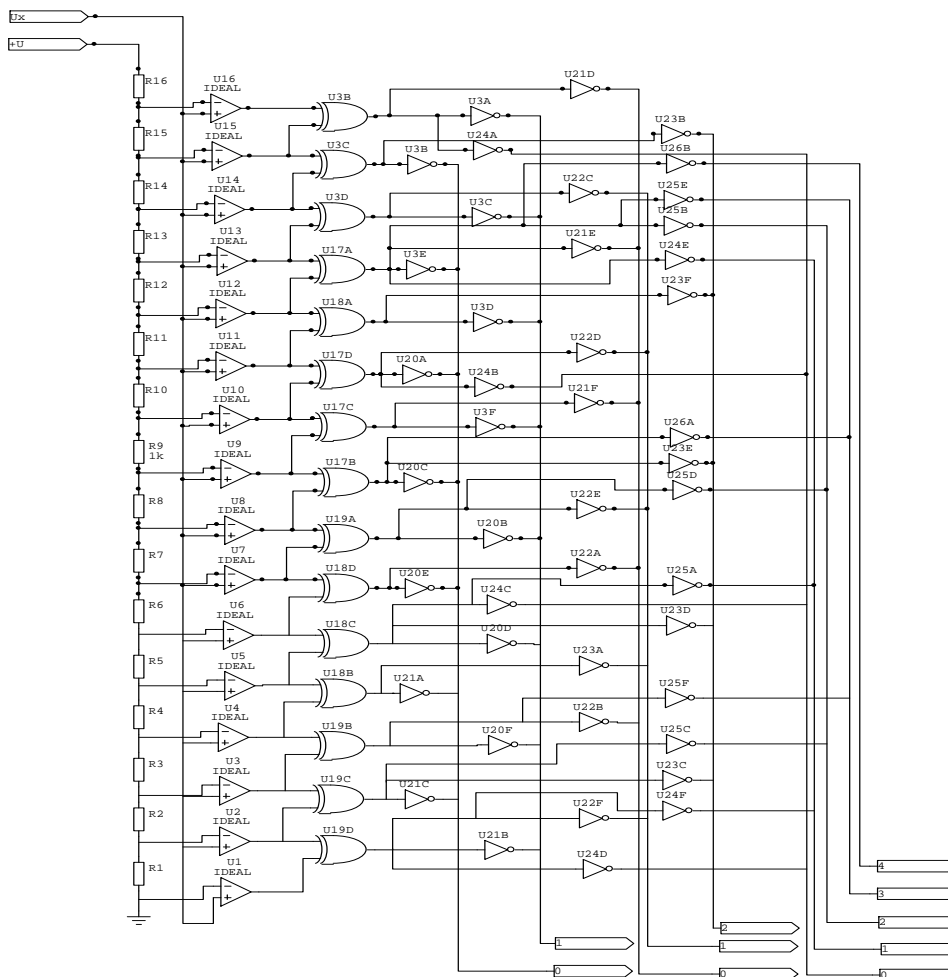 Ux
+U
R16
U16
IDEAL
U3B
U21D
U3A
R15
U15
IDEAL
U3C
U3B
U24A
U23B
U26B
R14
U14
IDEAL
U3D
U3C
U22C
U25E
U25B
R13
U13
IDEAL
U17A
U3E
U21E
U24E
R12
U12
IDEAL
U18A
U3D
U23F
R11
U11
IDEAL
U17D
U20A
U24B
U22D
R10
U10
IDEAL
U17C
U3F
U21F
U26A
R9
1k
U9
IDEAL
U17B
U20C
U23E
U25D
R8
U8
IDEAL
U19A
U20B
U22E
R7
U7
IDEAL
U18D
U20E
U22A
U25A
R6
U6
IDEAL
U18C
U24C
U20D
U23D
R5
U5
IDEAL
U18B
U21A
U23A
U25F
R4
U4
IDEAL
U19B
U20F
U22B
U25C
R3
U3
IDEAL
U19C
U21C
U23C
U24F
R2
U2
IDEAL
U19D
U21B
U22F
U24D
R1
U1
IDEAL
4
3
2
2
1
1
1
0
0
0